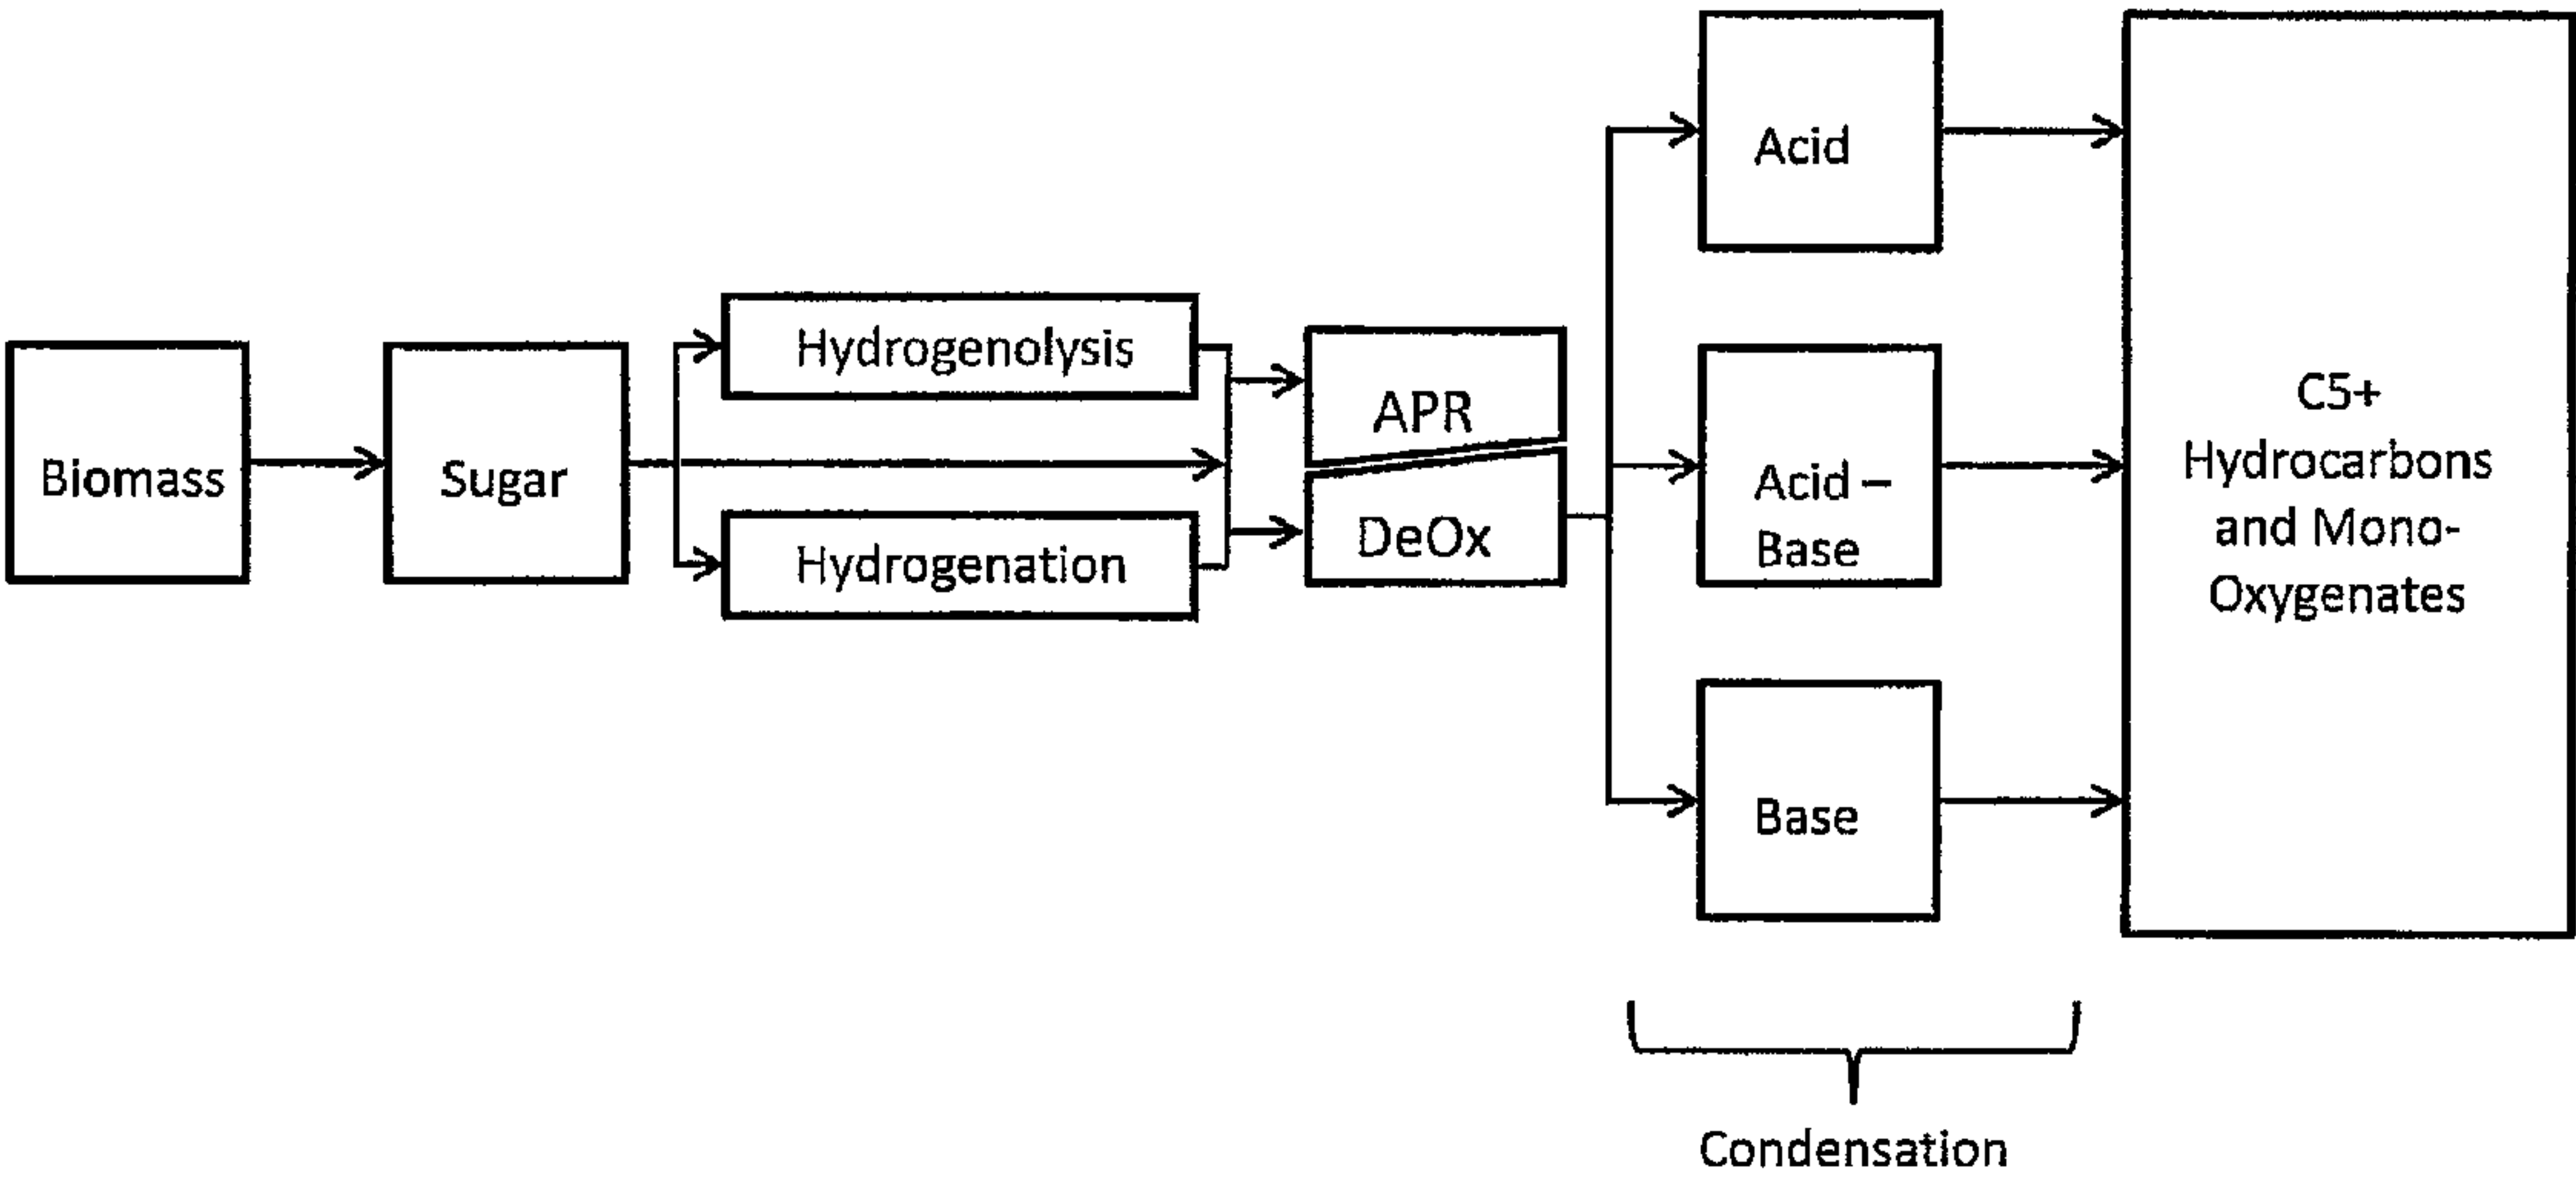 Biomass
Sugar
Hydrogenolysis
Hydrogenation
APR
DeOx
Acid
Acid –
Base
Base
C5+
Hydrocarbons
and Mono-
Oxygenates
Condensation